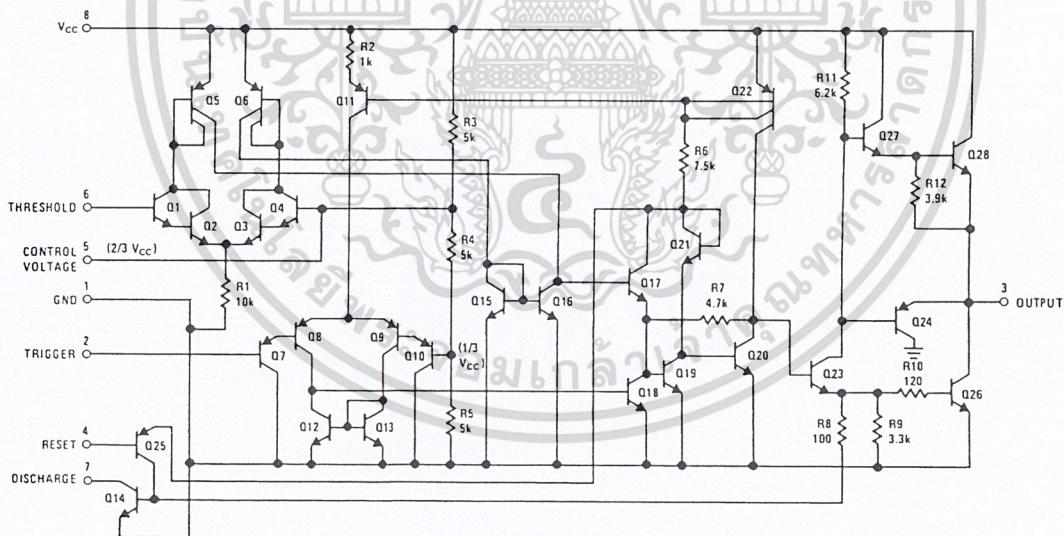 8
VCC
R2
1k
R11
6.2k
Q5
Q6
Q11
Q22
R3
5k
Q27
Q28
R6
7.5k
R12
3.9k
6
THRESHOLD
Q1
Q2
Q3
Q4
5
CONTROL
VOLTAGE
(2/3 VCC)
R4
5k
Q21
R1
10k
1
GND
Q15
Q16
Q17
R7
4.7k
3
OUTPUT
Q24
2
TRIGGER
Q7
Q8
Q9
Q10
(1/3
VCC)
Q18
Q19
Q20
Q23
R10
120
Q26
R5
5k
R8
100
R9
3.3k
Q12
Q13
4
RESET
Q25
7
DISCHARGE
Q14